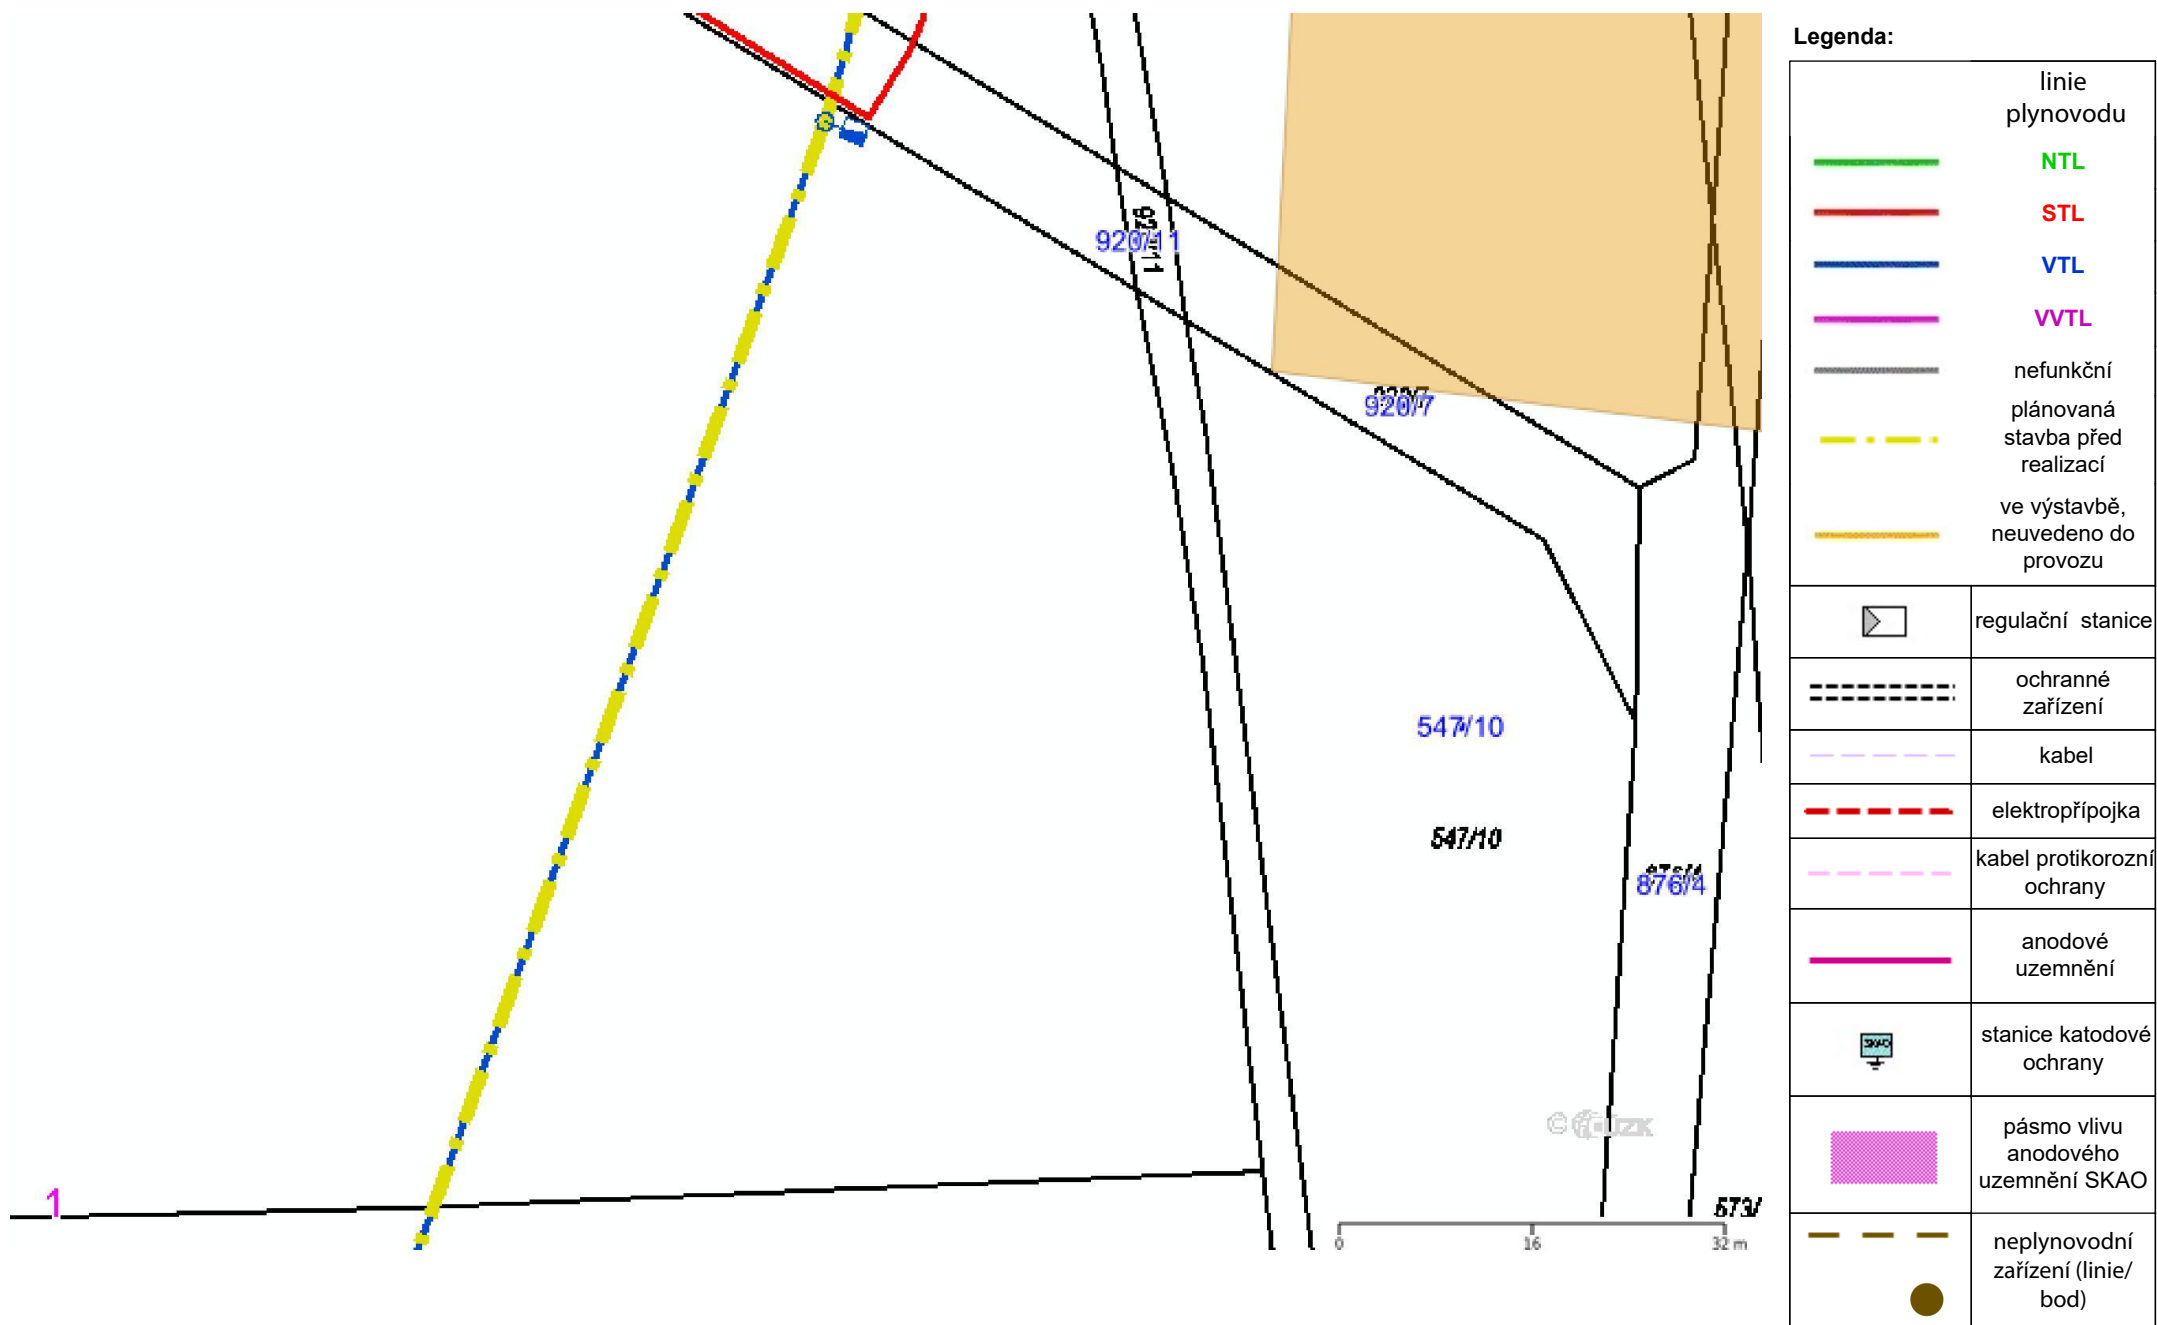 Legenda:
linie
plynovodu
NTL
STL
VTL
VVTL
nefunkční
plánovaná
stavba před
realizací
ve výstavbě,
neuvedeno do
provozu
regulační stanice
ochranné
zařízení
kabel
elektropřípojka
kabel protikorozní
ochrany
anodové
uzemnění
SKAO
stanice katodové
ochrany
pásmo vlivu
anodového
uzemnění SKAO
neplynovodní
zařízení (linie/
bod)
920/11
920/7
547/10
547/10
876/4
573/
1
0 16 32 m